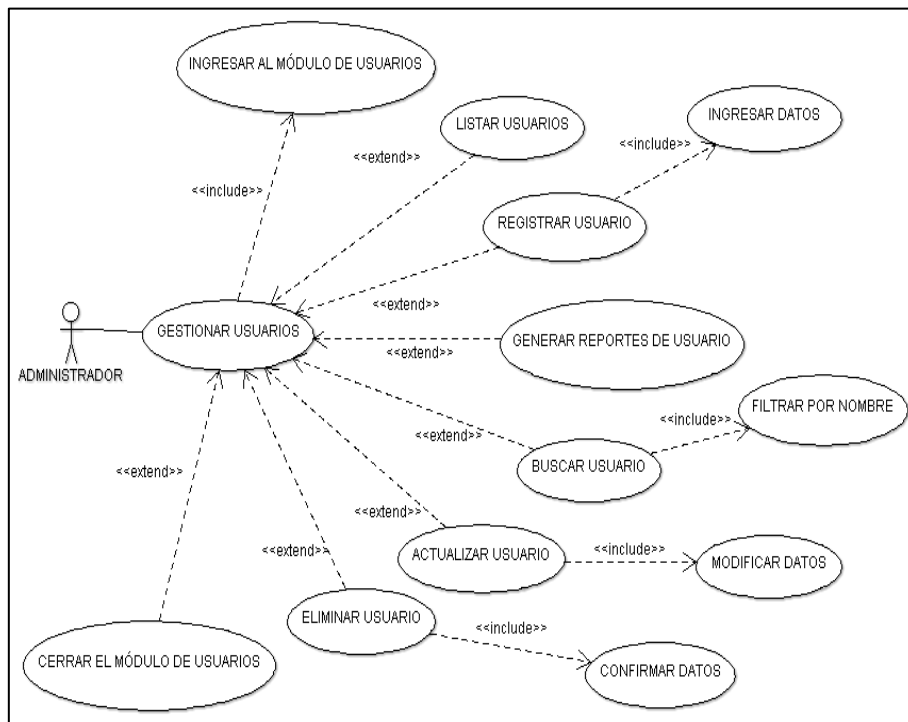 INGRESAR AL MÓDULO DE USUARIOS
LISTAR USUARIOS
INGRESAR DATOS
<<extend>>
<<include>>
<<include>>
REGISTRAR USUARIO
<<extend>>
GESTIONAR USUARIOS
GENERAR REPORTES DE USUARIO
<<extend>>
ADMINISTRADOR
FILTRAR POR NOMBRE
<<include>>
<<extend>>
BUSCAR USUARIO
<<extend>>
<<extend>>
ACTUALIZAR USUARIO
<<include>>
MODIFICAR DATOS
<<extend>>
ELIMINAR USUARIO
<<include>>
CERRAR EL MÓDULO DE USUARIOS
CONFIRMAR DATOS